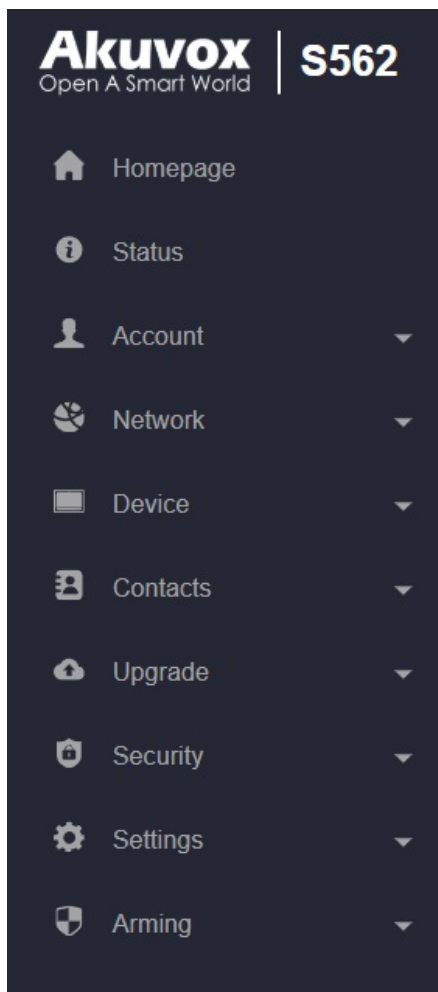 Akuvox
Open A Smart World
S562
Homepage
Status
Account
Network
Device
Contacts
Upgrade
Security
Settings
Arming